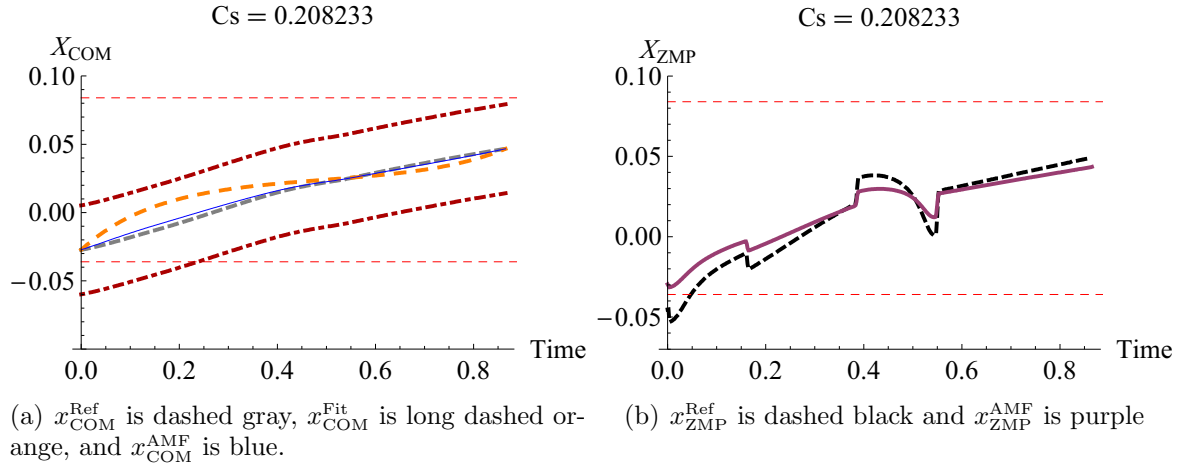 Cs = 0.208233
X_COM
0.10
0.05
0.00
−0.05
0.0 0.2 0.4 0.6 0.8
Time
(a) x_COM^Ref is dashed gray, x_COM^Fit is long dashed or-
ange, and x_COM^AMF is blue.
Cs = 0.208233
X_ZMP
0.10
0.05
0.00
−0.05
0.0 0.2 0.4 0.6 0.8
Time
(b) x_ZMP^Ref is dashed black and x_ZMP^AMF is purple